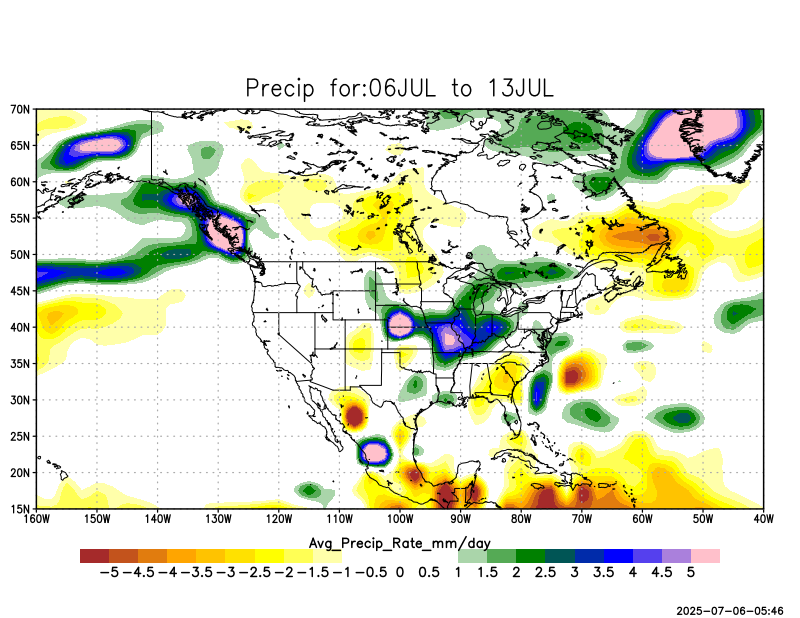 Precip for:06JUL to 13JUL
70N
65N
60N
55N
50N
45N
40N
35N
30N
25N
20N
15N
160W 150W 140W 130W 120W 110W 100W 90W 80W 70W 60W 50W 40W
Avg_Precip_Rate_mm/day
-5 -4.5 -4 -3.5 -3 -2.5 -2 -1.5 -1 -0.5 0 0.5 1 1.5 2 2.5 3 3.5 4 4.5 5
2025-07-06-05:46